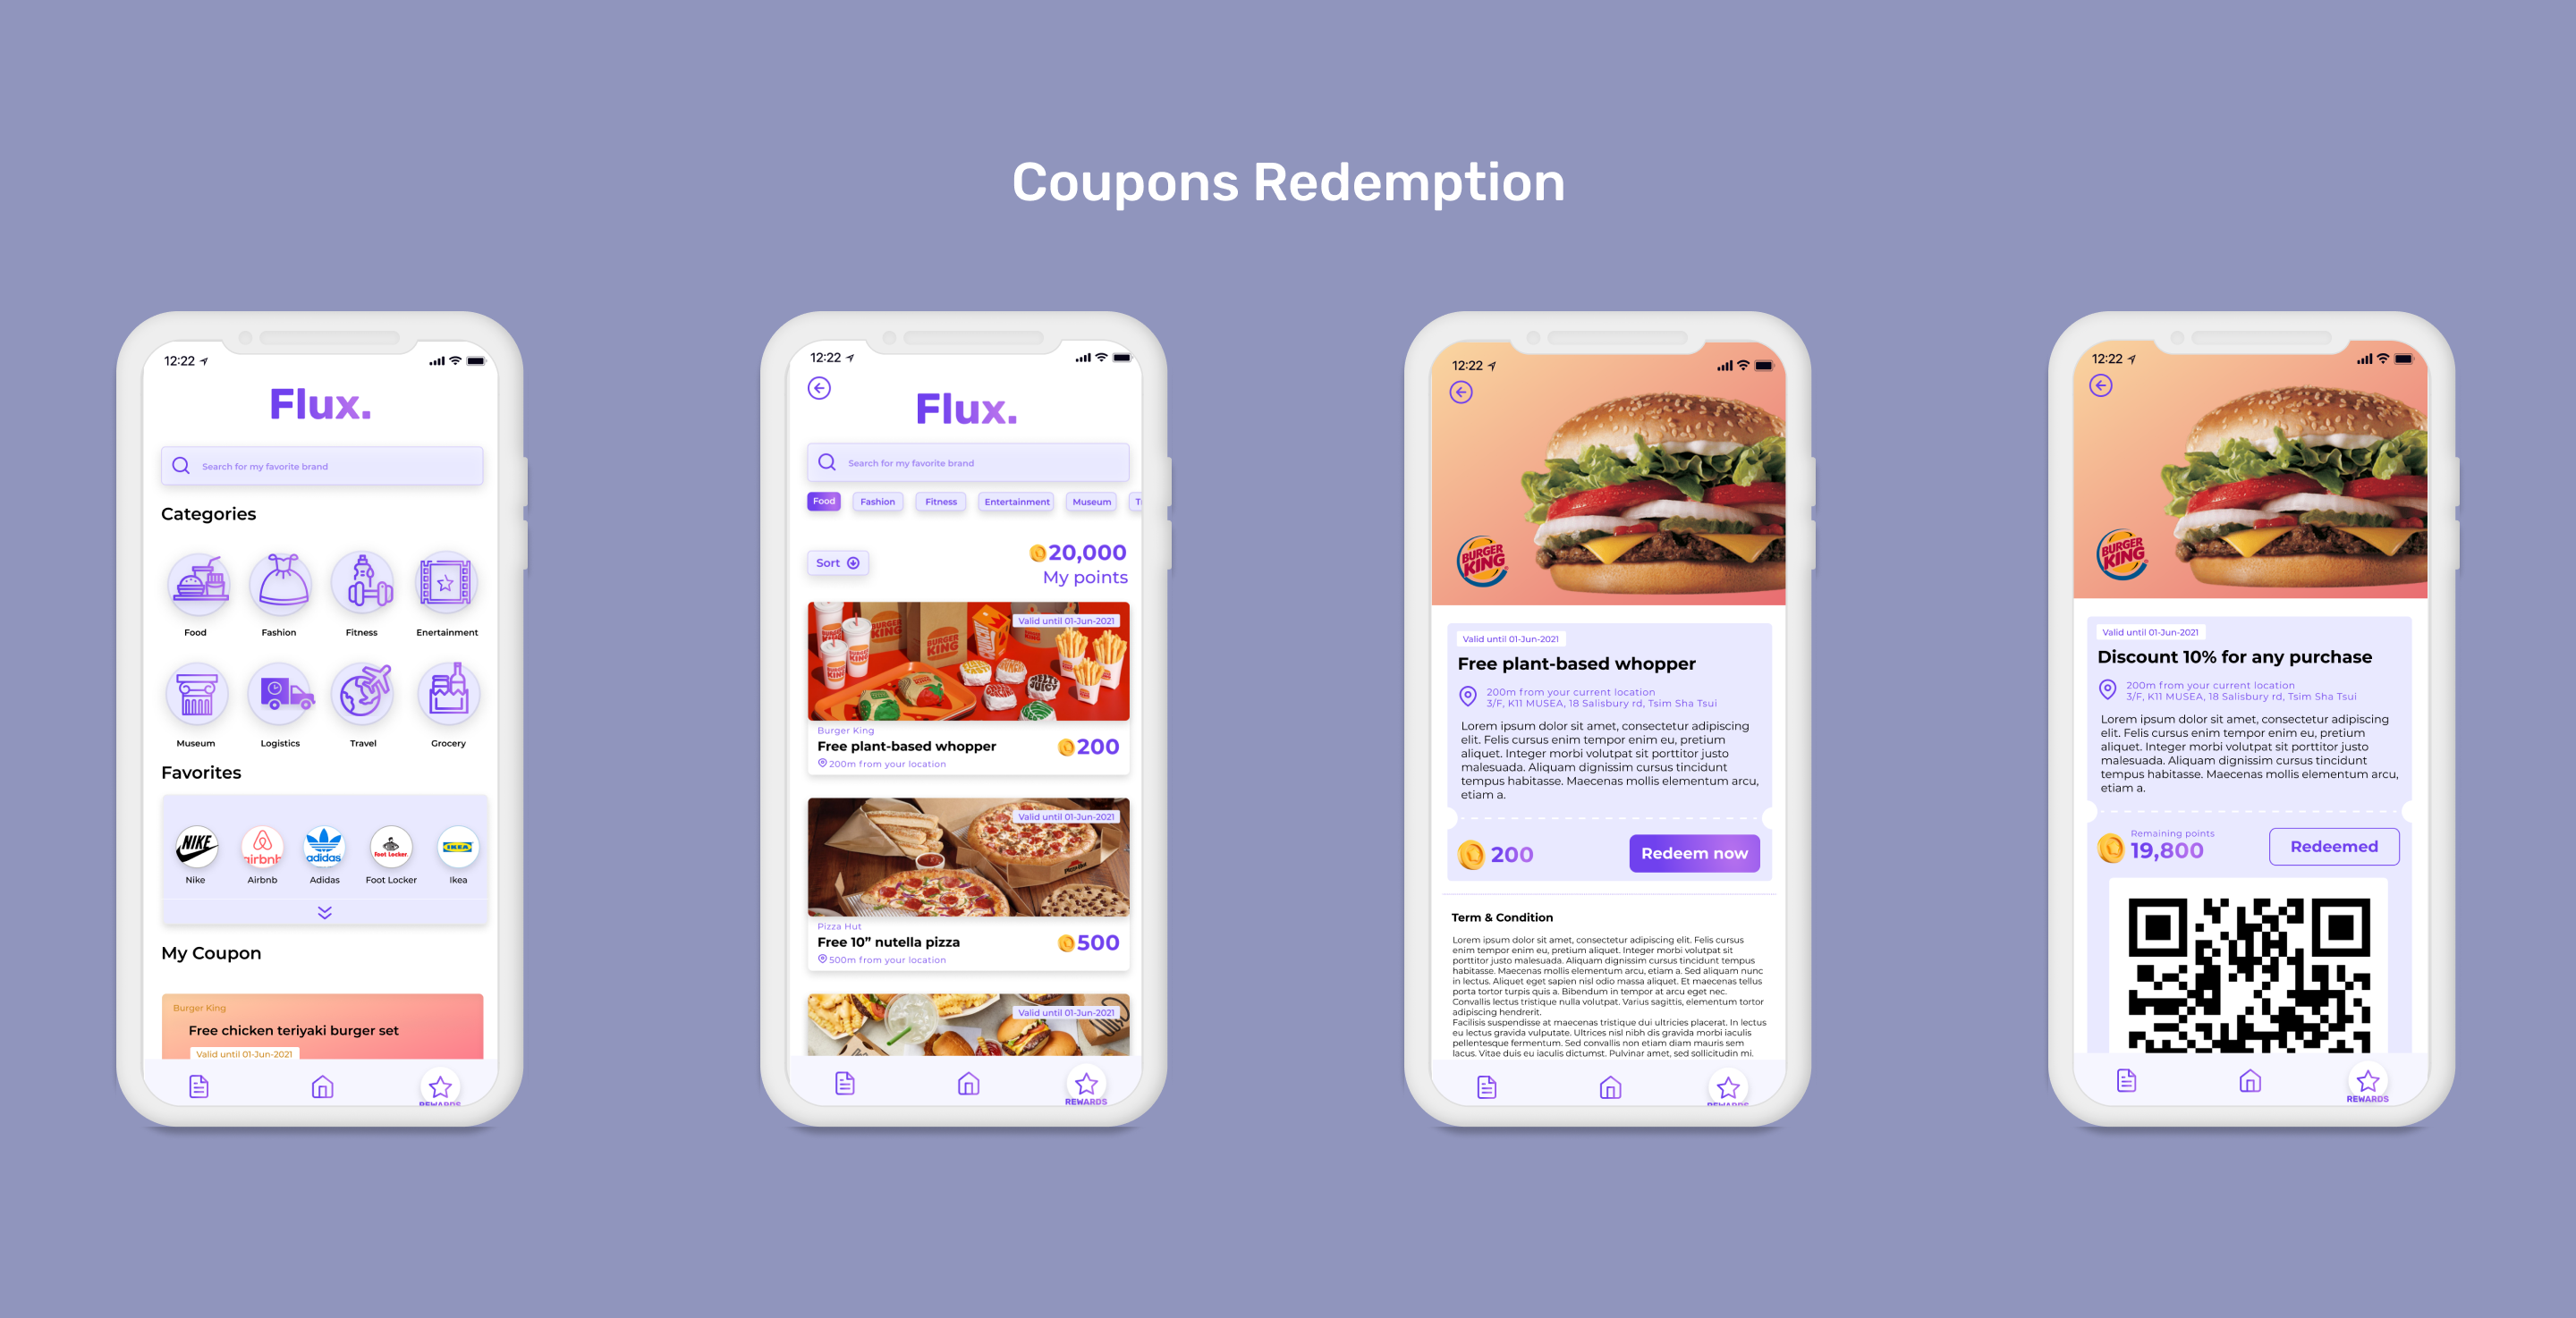 Coupons Redemption
12:22
Flux.
Search for my favorite brand
Categories
Food
Fashion
Fitness
Enertainment
Museum
Logistics
Travel
Grocery
Favorites
NIKE
airbnb
adidas
Foot Locker.
IKEA
Nike
Airbnb
Adidas
Foot Locker
Ikea
My Coupon
Burger King
Free chicken teriyaki burger set
Valid until 01-Jun-2021
REWARDS
12:22
Flux.
Search for my favorite brand
Food
Fashion
Fitness
Entertainment
Museum
Sort
20,000
My points
Valid until 01-Jun-2021
BURGER
KING
MELTY
JUICY
Burger King
Free plant-based whopper
200
200m from your location
Valid until 01-Jun-2021
Pizza Hut
Free 10” nutella pizza
500
500m from your location
Valid until 01-Jun-2021
REWARDS
12:22
BURGER
KING
Valid until 01-Jun-2021
Free plant-based whopper
200m from your current location
3/F, K11 MUSEA, 18 Salisbury rd, Tsim Sha Tsui
Lorem ipsum dolor sit amet, consectetur adipiscing
elit. Felis cursus enim tempor enim eu, pretium
aliquet. Integer morbi volutpat sit porttitor justo
malesuada. Aliquam dignissim cursus tincidunt
tempus habitasse. Maecenas mollis elementum arcu,
etiam a.
200
Redeem now
Term & Condition
Lorem ipsum dolor sit amet, consectetur adipiscing elit. Felis cursus
enim tempor enim eu, pretium aliquet. Integer morbi volutpat sit
porttitor justo malesuada. Aliquam dignissim cursus tincidunt tempus
habitasse. Maecenas mollis elementum arcu, etiam a. Sed aliquam nunc
in lectus. Aliquet eget sapien nisl odio massa aliquet. Et maecenas tellus
porta tortor turpis quis a. Bibendum in tempor at arcu eget nec.
Convallis lectus tristique nulla volutpat. Varius sagittis, elementum tortor
adipiscing hendrerit.
Facilisis suspendisse at maecenas tristique dui ultricies placerat. In lectus
eu lectus gravida vulputate. Ultrices nisl nibh dis gravida morbi iaculis
pellentesque fermentum. Sed convallis non etiam diam mauris sem
lacus. Vitae duis eu iaculis dictumst. Pulvinar amet, sed sollicitudin mi.
REWARDS
12:22
BURGER
KING
Valid until 01-Jun-2021
Discount 10% for any purchase
200m from your current location
3/F, K11 MUSEA, 18 Salisbury rd, Tsim Sha Tsui
Lorem ipsum dolor sit amet, consectetur adipiscing
elit. Felis cursus enim tempor enim eu, pretium
aliquet. Integer morbi volutpat sit porttitor justo
malesuada. Aliquam dignissim cursus tincidunt
tempus habitasse. Maecenas mollis elementum arcu,
etiam a.
Remaining points
19,800
Redeemed
REWARDS